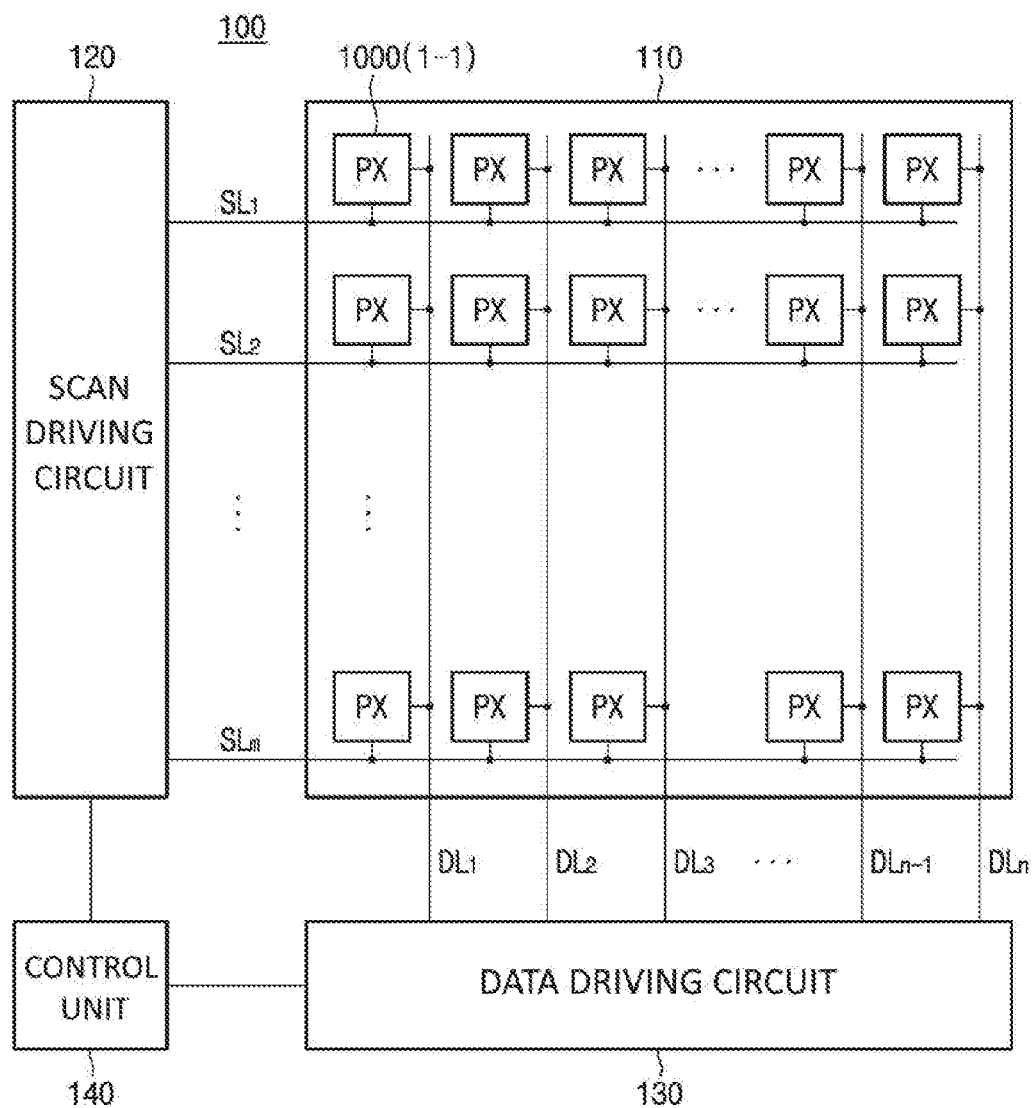 100
120 1000(1-1) 110
PX PX PX ··· PX PX
SL1
PX PX PX ··· PX PX
SL2
SCAN
DRIVING
CIRCUIT
PX PX PX PX PX
SLm
DL1 DL2 DL3 ··· DLn-1 DLn
CONTROL
UNIT
DATA DRIVING CIRCUIT
140 130